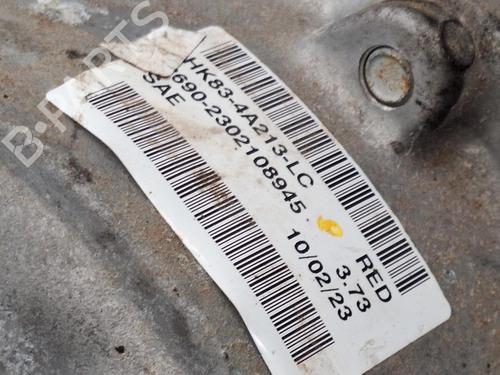 HK83-4A213-LC RED
690-2302108945 3.73
SAE 10/02/23
B-PARTS